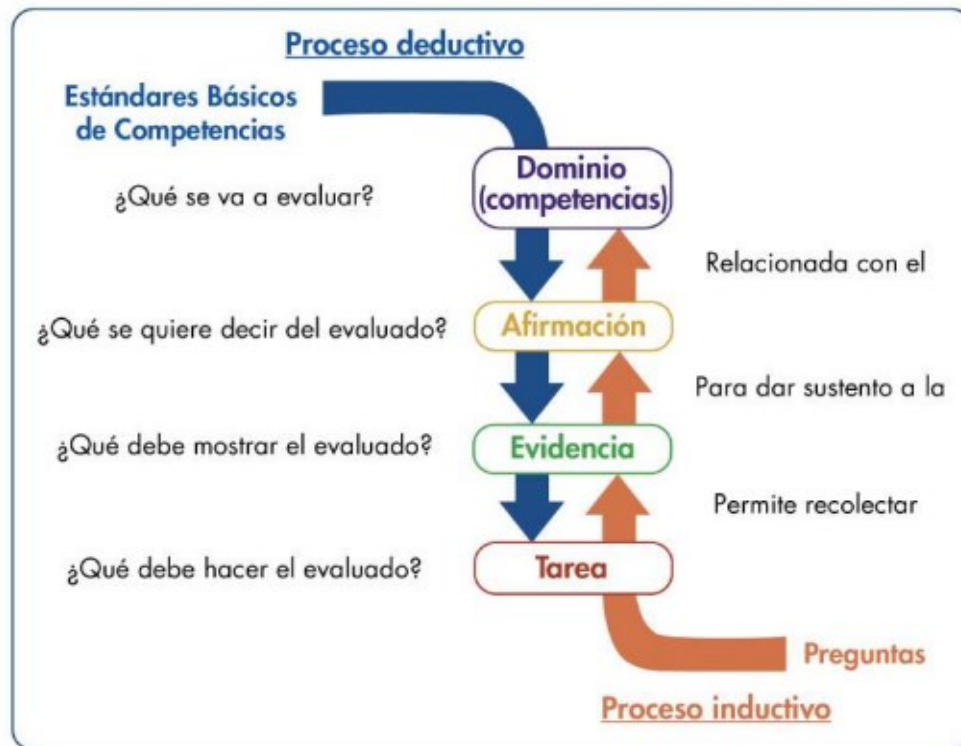 Proceso deductivo
Estándares Básicos
de Competencias
Dominio
(competencias)
¿Qué se va a evaluar?
Relacionada con el
¿Qué se quiere decir del evaluado?
Afirmación
Para dar sustento a la
¿Qué debe mostrar el evaluado?
Evidencia
Permite recolectar
¿Qué debe hacer el evaluado?
Tarea
Preguntas
Proceso inductivo